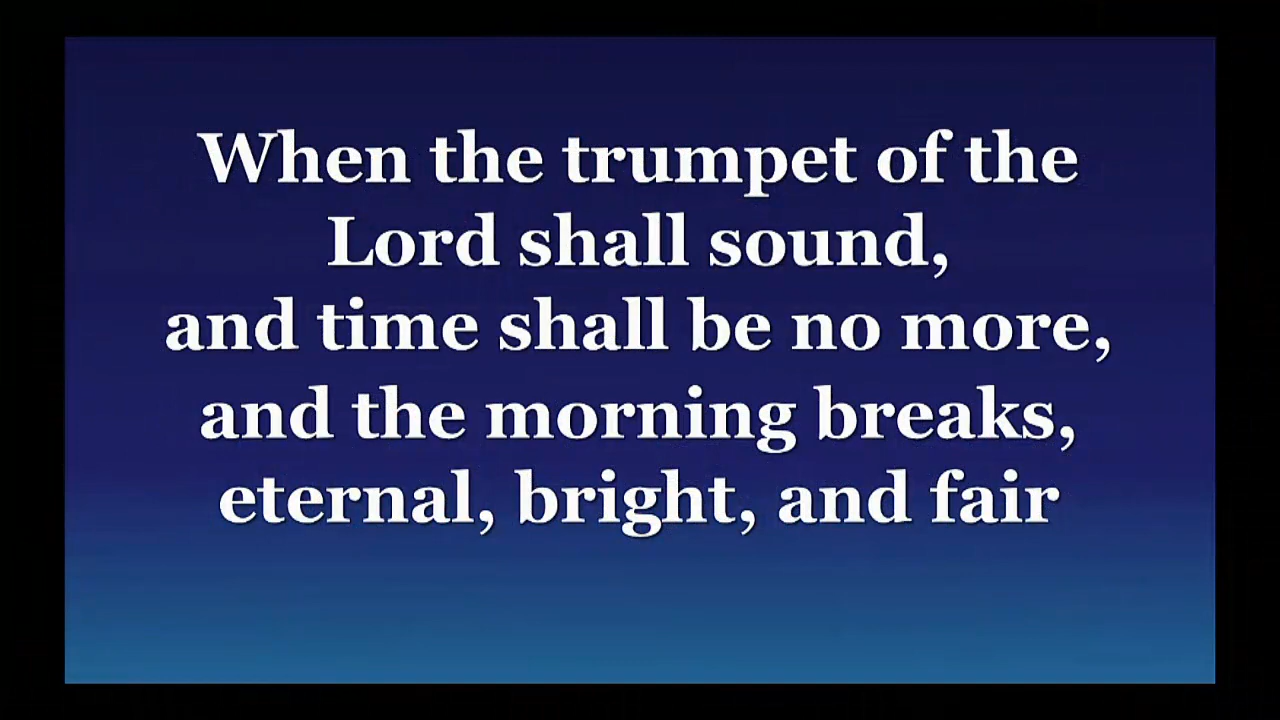 When the trumpet of the
Lord shall sound,
and time shall be no more,
and the morning breaks,
eternal, bright, and fair